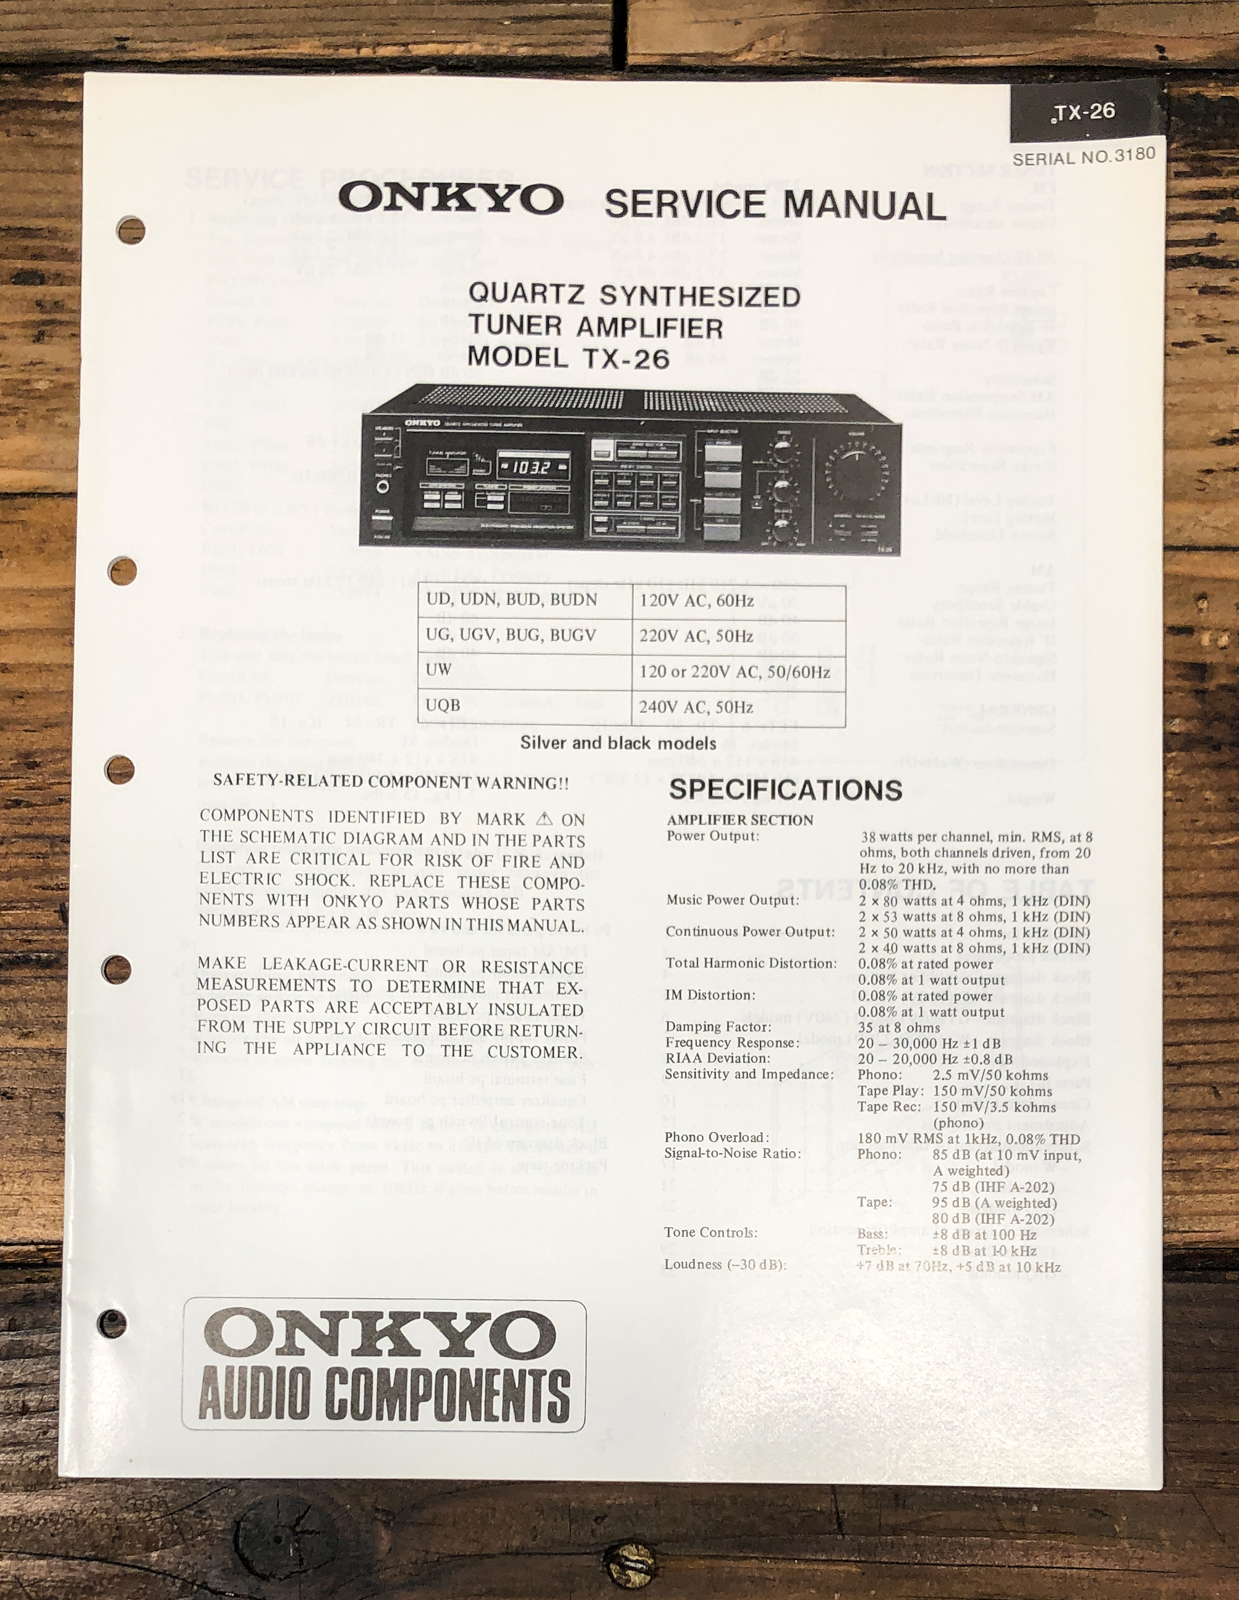 TX-26
SERIAL NO. 3180
ONKYO SERVICE MANUAL
QUARTZ SYNTHESIZED
TUNER AMPLIFIER
MODEL TX-26
ONKYO
103.2
UD, UDN, BUD, BUDN 120V AC, 60Hz
UG, UGV, BUG, BUGV 220V AC, 50Hz
UW 120 or 220V AC, 50/60Hz
UQB 240V AC, 50Hz
Silver and black models
SAFETY-RELATED COMPONENT WARNING!!
COMPONENTS IDENTIFIED BY MARK ⚠ ON
THE SCHEMATIC DIAGRAM AND IN THE PARTS
LIST ARE CRITICAL FOR RISK OF FIRE AND
ELECTRIC SHOCK. REPLACE THESE COMPO-
NENTS WITH ONKYO PARTS WHOSE PARTS
NUMBERS APPEAR AS SHOWN IN THIS MANUAL.
MAKE LEAKAGE-CURRENT OR RESISTANCE
MEASUREMENTS TO DETERMINE THAT EX-
POSED PARTS ARE ACCEPTABLY INSULATED
FROM THE SUPPLY CIRCUIT BEFORE RETURN-
ING THE APPLIANCE TO THE CUSTOMER.
SPECIFICATIONS
AMPLIFIER SECTION
Power Output: 38 watts per channel, min. RMS, at 8
ohms, both channels driven, from 20
Hz to 20 kHz, with no more than
0.08% THD.
Music Power Output: 2 x 80 watts at 4 ohms, 1 kHz (DIN)
2 x 53 watts at 8 ohms, 1 kHz (DIN)
Continuous Power Output: 2 x 50 watts at 4 ohms, 1 kHz (DIN)
2 x 40 watts at 8 ohms, 1 kHz (DIN)
Total Harmonic Distortion: 0.08% at rated power
0.08% at 1 watt output
IM Distortion: 0.08% at rated power
0.08% at 1 watt output
Damping Factor: 35 at 8 ohms
Frequency Response: 20 – 30,000 Hz ±1 dB
RIAA Deviation: 20 – 20,000 Hz ±0.8 dB
Sensitivity and Impedance: Phono: 2.5 mV/50 kohms
Tape Play: 150 mV/50 kohms
Tape Rec: 150 mV/3.5 kohms
(phono)
Phono Overload: 180 mV RMS at 1kHz, 0.08% THD
Signal-to-Noise Ratio: Phono: 85 dB (at 10 mV input,
A weighted)
75 dB (IHF A-202)
Tape: 95 dB (A weighted)
80 dB (IHF A-202)
Tone Controls: Bass: ±8 dB at 100 Hz
Treble: ±8 dB at 10 kHz
Loudness (–30 dB): +7 dB at 70Hz, +5 dB at 10 kHz
ONKYO
AUDIO COMPONENTS